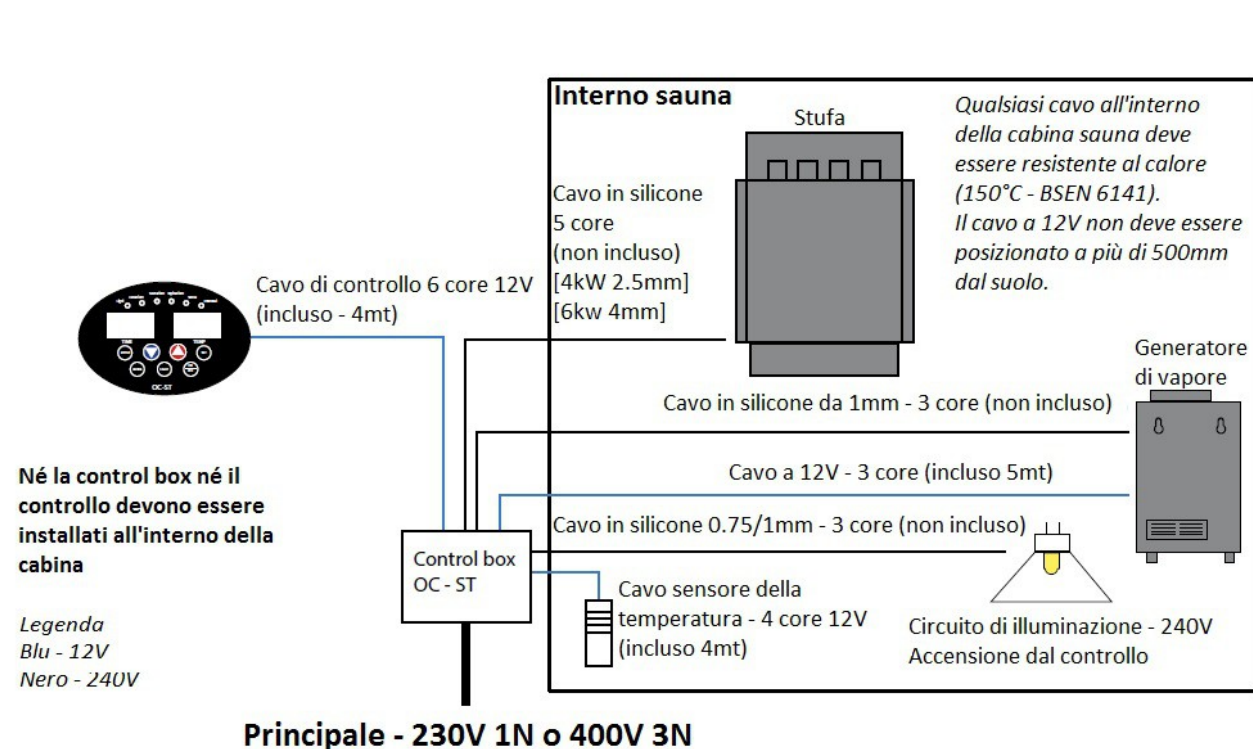 Interno sauna
Stufa
Qualsiasi cavo all'interno
della cabina sauna deve
essere resistente al calore
(150°C - BSEN 6141).
Il cavo a 12V non deve essere
posizionato a più di 500mm
dal suolo.
Cavo in silicone
5 core
(non incluso)
[4kW 2.5mm]
[6kw 4mm]
Cavo di controllo 6 core 12V
(incluso - 4mt)
TIME
TEMP
OC-ST
Generatore
di vapore
Cavo in silicone da 1mm - 3 core (non incluso)
Cavo a 12V - 3 core (incluso 5mt)
Cavo in silicone 0.75/1mm - 3 core (non incluso)
Né la control box né il
controllo devono essere
installati all'interno della
cabina
Control box
OC - ST
Cavo sensore della
temperatura - 4 core 12V
(incluso 4mt)
Circuito di illuminazione - 240V
Accensione dal controllo
Legenda
Blu - 12V
Nero - 240V
Principale - 230V 1N o 400V 3N